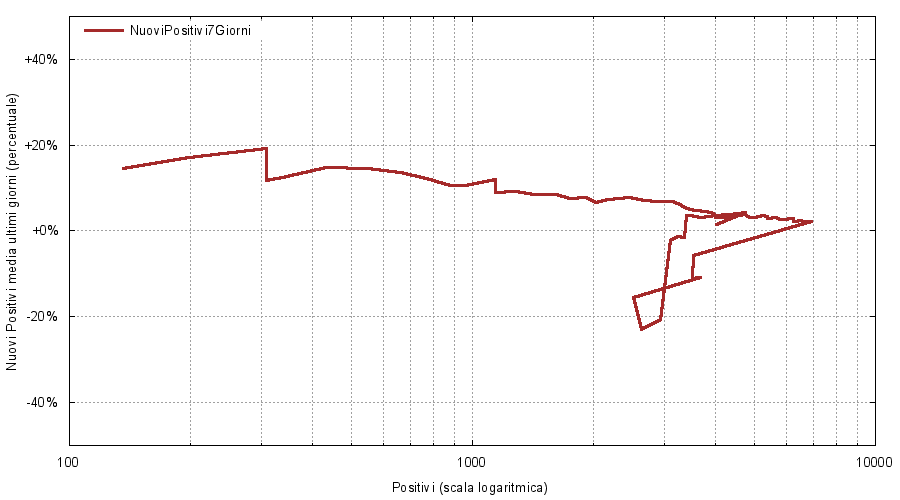 NuoviPositivi7Giorni
+40%
+20%
+0%
-20%
-40%
Nuovi Positivi media ultimi giorni (percentuale)
100 1000 10000
Positivi (scala logaritmica)